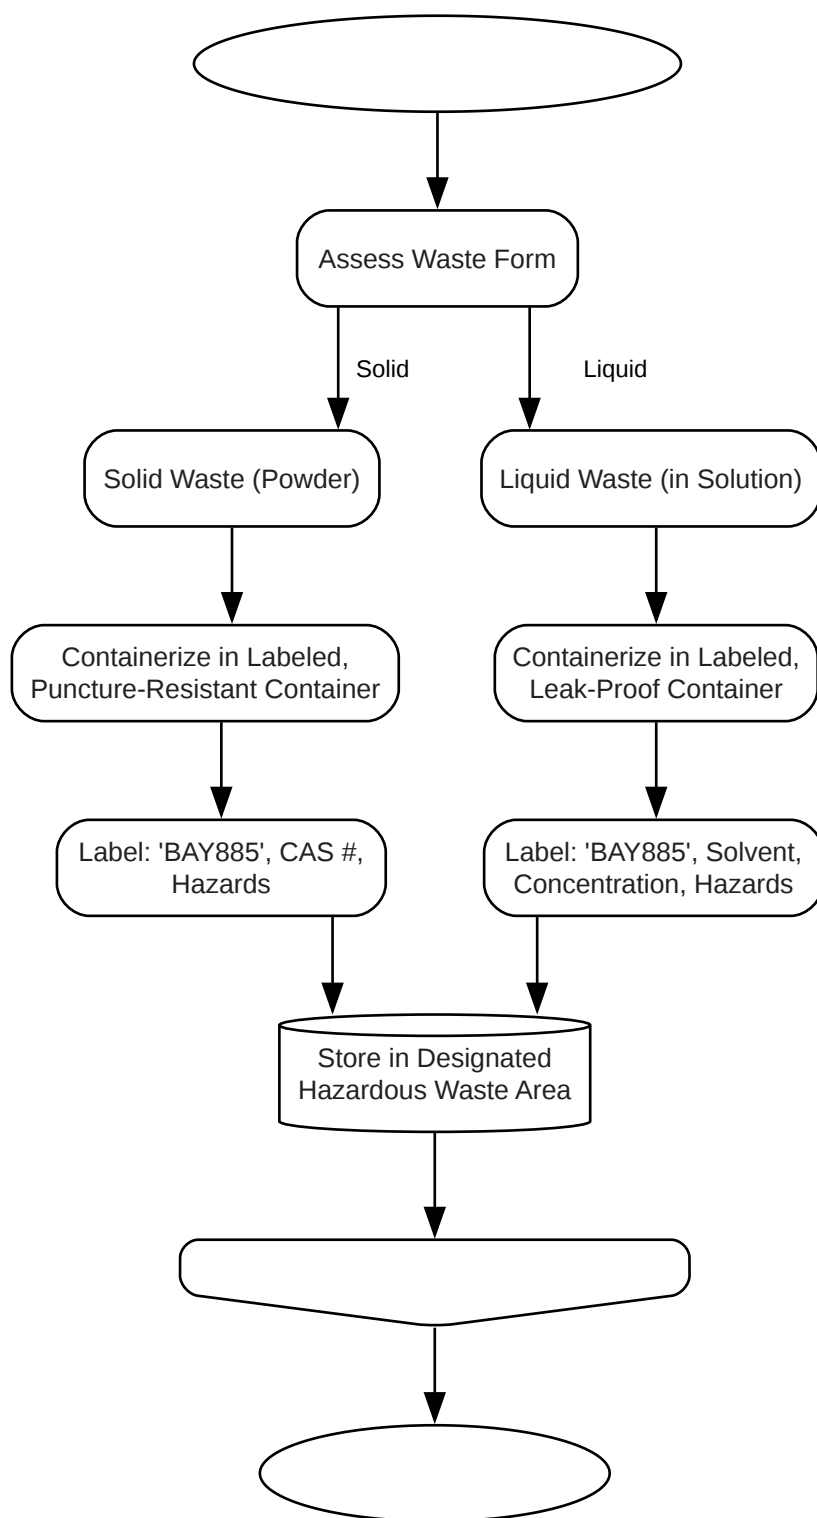 Assess Waste Form
Solid
Liquid
Solid Waste (Powder)
Liquid Waste (in Solution)
Containerize in Labeled,
Puncture-Resistant Container
Containerize in Labeled,
Leak-Proof Container
Label: 'BAY885', CAS #,
Hazards
Label: 'BAY885', Solvent,
Concentration, Hazards
Store in Designated
Hazardous Waste Area